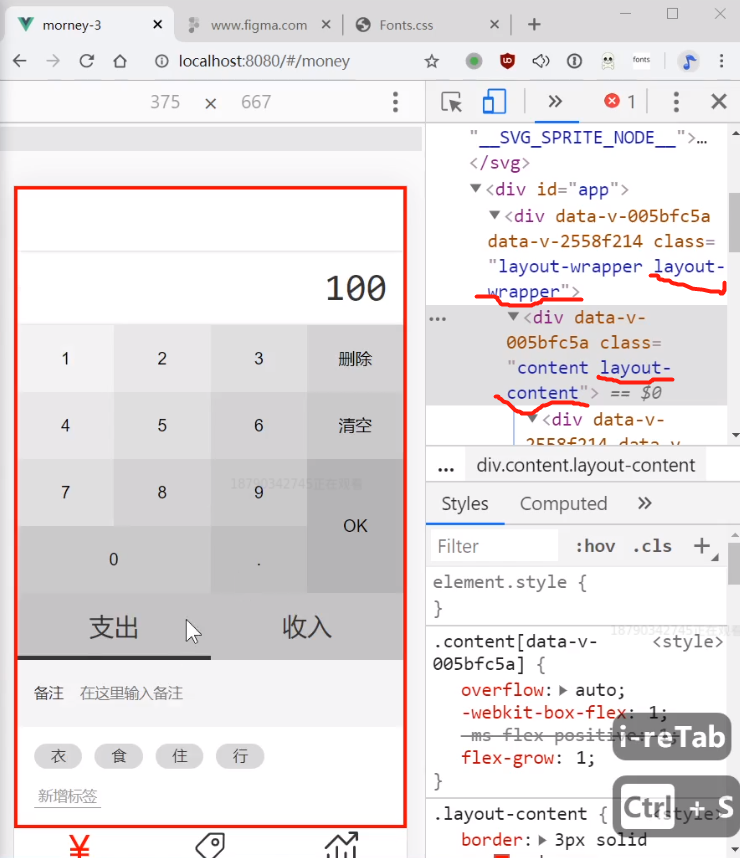 morney-3
www.figma.com
Fonts.css
localhost:8080/#/money
fonts
375 × 667
1
"__SVG_SPRITE_NODE__">…
</svg>
<div id="app">
<div data-v-005bfc5a
data-v-2558f214 class=
"layout-wrapper layout-
wrapper">
<div data-v-
005bfc5a class=
"content layout-
content"> == $0
<div data-v-
2558f214 data-v-
... div.content.layout-content
Styles Computed
Filter :hov .cls
element.style {
}
.content[data-v-
005bfc5a] { <style>
overflow: auto;
-webkit-box-flex: 1;
-ms-flex-positive: 1;
flex-grow: 1;
}
.layout-content { <style>
border: 3px solid
i-reTab
Ctrl + S
100
1 2 3 删除
4 5 6 清空
7 8 9
OK
0 .
支出 收入
备注 在这里输入备注
衣 食 住 行
新增标签
18790342745正在观看
18790342745正在观看